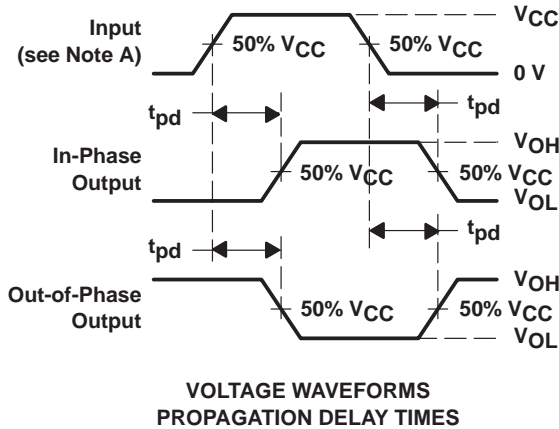 VCC
Input
(see Note A)
50% VCC
50% VCC
0 V
tpd
tpd
VOH
In-Phase
Output
50% VCC
50% VCC
VOL
tpd
tpd
VOH
Out-of-Phase
Output
50% VCC
50% VCC
VOL
VOLTAGE WAVEFORMS
PROPAGATION DELAY TIMES